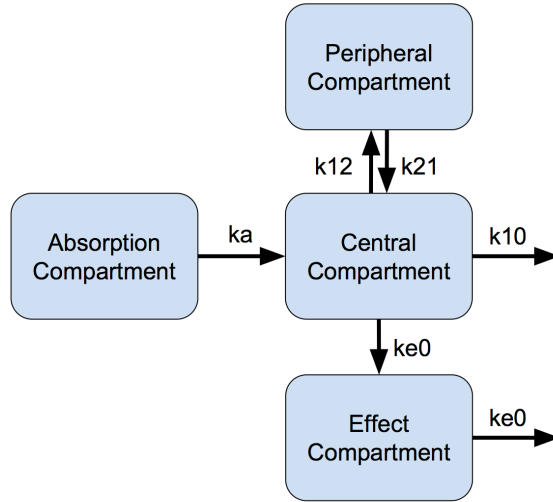 Peripheral
Compartment
k12
k21
Absorption
Compartment
ka
Central
Compartment
k10
ke0
Effect
Compartment
ke0